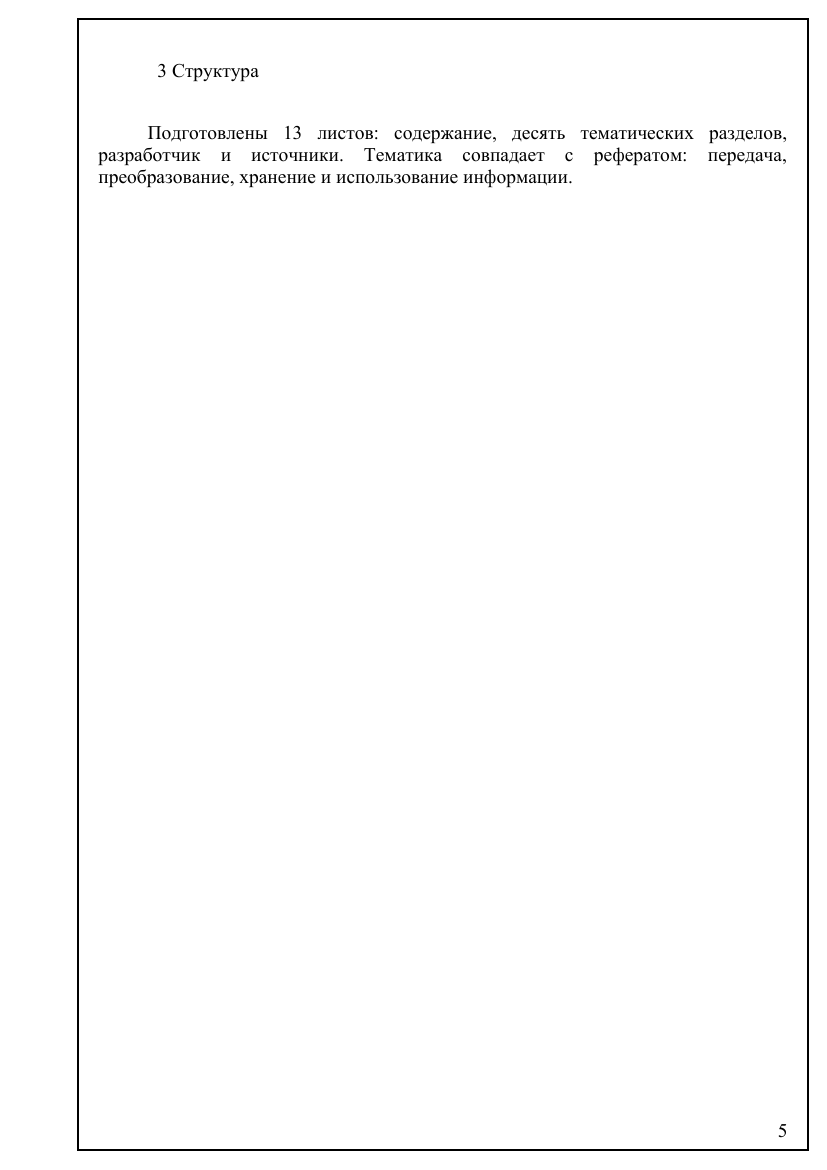 3 Структура
Подготовлены 13 листов: содержание, десять тематических разделов,
разработчик и источники. Тематика совпадает с рефератом: передача,
преобразование, хранение и использование информации.
5